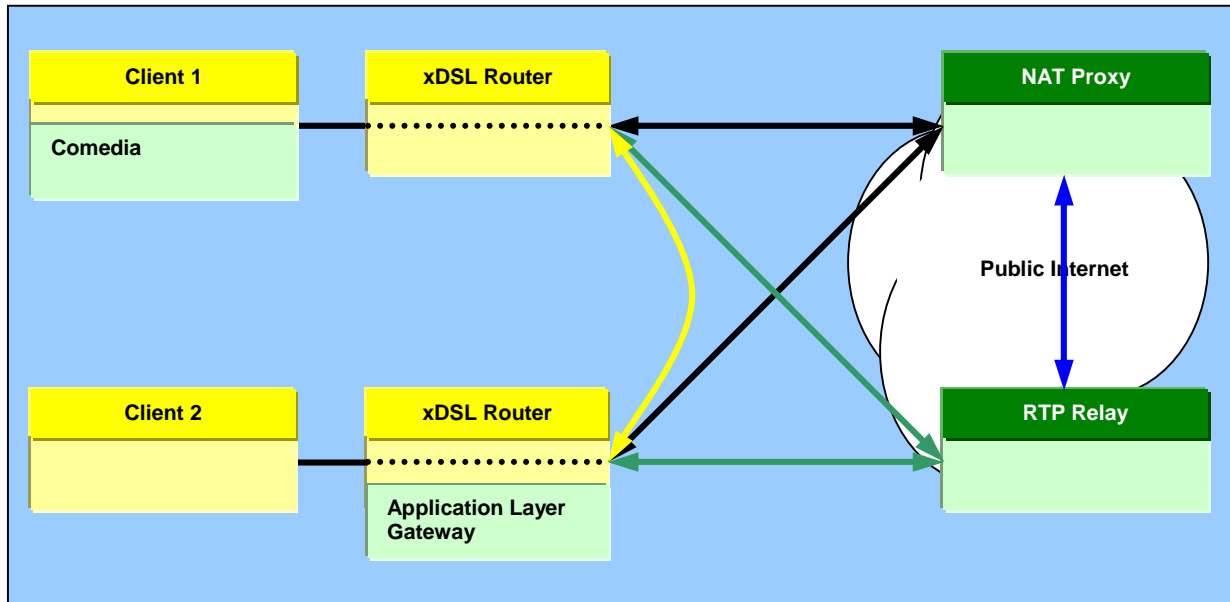 Client 1
xDSL Router
NAT Proxy
Comedia
Public Internet
Client 2
xDSL Router
RTP Relay
Application Layer
Gateway